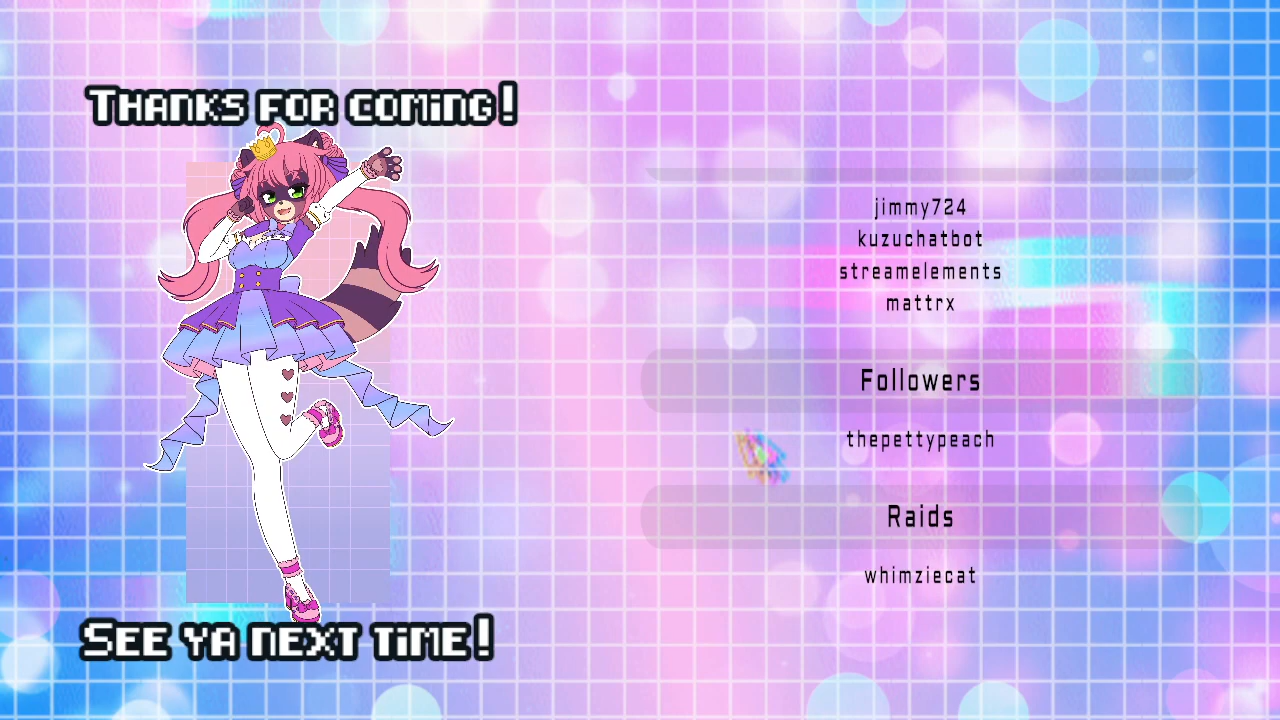 Thanks for coming!
jimmy724
kuzuchatbot
streamelements
mattrx
Followers
thepettypeach
Raids
whimziecat
See ya next time!